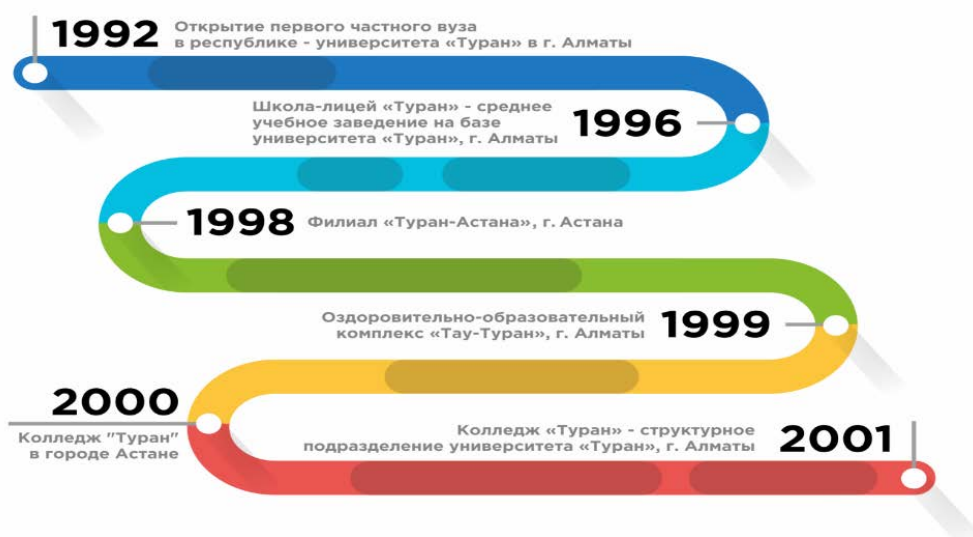 1992
Открытие первого частного вуза
в республике - университета «Туран» в г. Алматы
Школа-лицей «Туран» - среднее
учебное заведение на базе
университета «Туран», г. Алматы
1996
1998
Филиал «Туран-Астана», г. Астана
Оздоровительно-образовательный
комплекс «Тау-Туран», г. Алматы
1999
2000
Колледж "Туран"
в городе Астане
Колледж «Туран» - структурное
подразделение университета «Туран», г. Алматы
2001